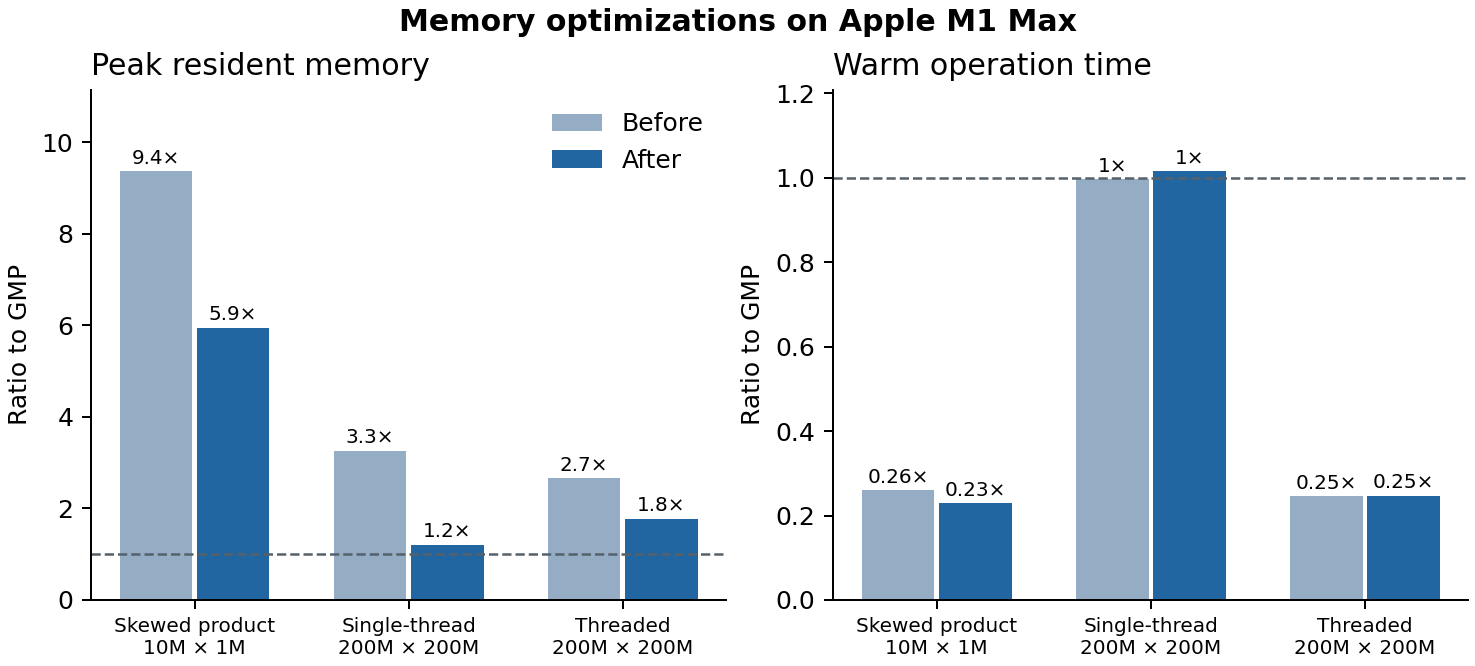 Memory optimizations on Apple M1 Max
Peak resident memory
Ratio to GMP
10
8
6
4
2
0
Before
After
9.4×
5.9×
3.3×
1.2×
2.7×
1.8×
Skewed product
10M × 1M
Single-thread
200M × 200M
Threaded
200M × 200M
Warm operation time
Ratio to GMP
1.2
1.0
0.8
0.6
0.4
0.2
0.0
0.26×
0.23×
1×
1×
0.25×
0.25×
Skewed product
10M × 1M
Single-thread
200M × 200M
Threaded
200M × 200M